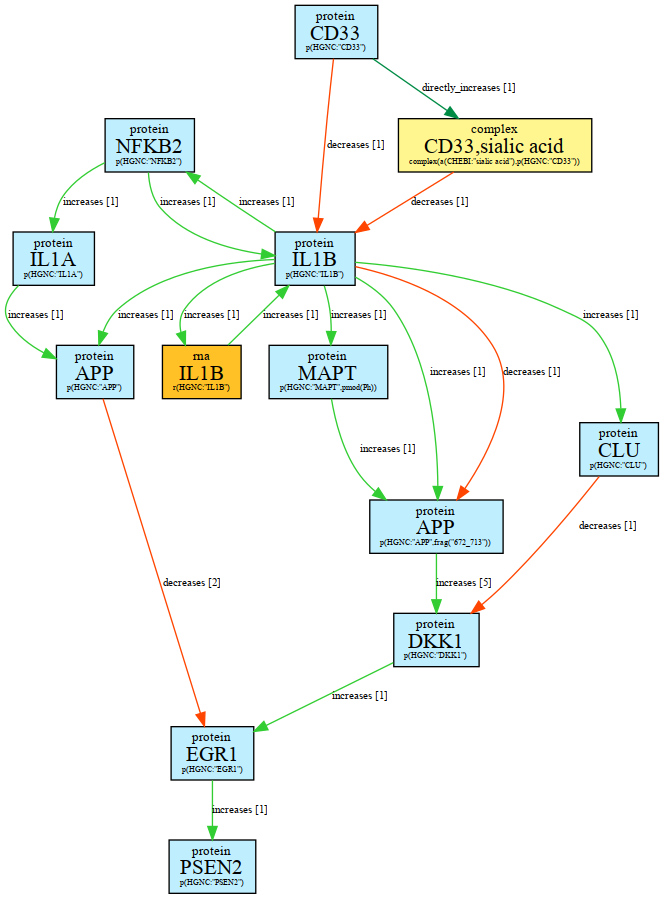 protein
CD33
p(HGNC:"CD33")
directly_increases [1]
protein
NFKB2
p(HGNC:"NFKB2")
decreases [1]
complex
CD33,sialic acid
complex(a(CHEBI:"sialic acid"),p(HGNC:"CD33"))
increases [1]
increases [1]
increases [1]
decreases [1]
protein
IL1A
p(HGNC:"IL1A")
protein
IL1B
p(HGNC:"IL1B")
increases [1]
increases [1]
increases [1]
increases [1]
increases [1]
increases [1]
protein
APP
p(HGNC:"APP")
rna
IL1B
r(HGNC:"IL1B")
protein
MAPT
p(HGNC:"MAPT",pmod(Ph))
increases [1]
decreases [1]
increases [1]
protein
CLU
p(HGNC:"CLU")
protein
APP
p(HGNC:"APP",frag("672_713"))
decreases [1]
decreases [2]
increases [5]
protein
DKK1
p(HGNC:"DKK1")
increases [1]
protein
EGR1
p(HGNC:"EGR1")
increases [1]
protein
PSEN2
p(HGNC:"PSEN2")